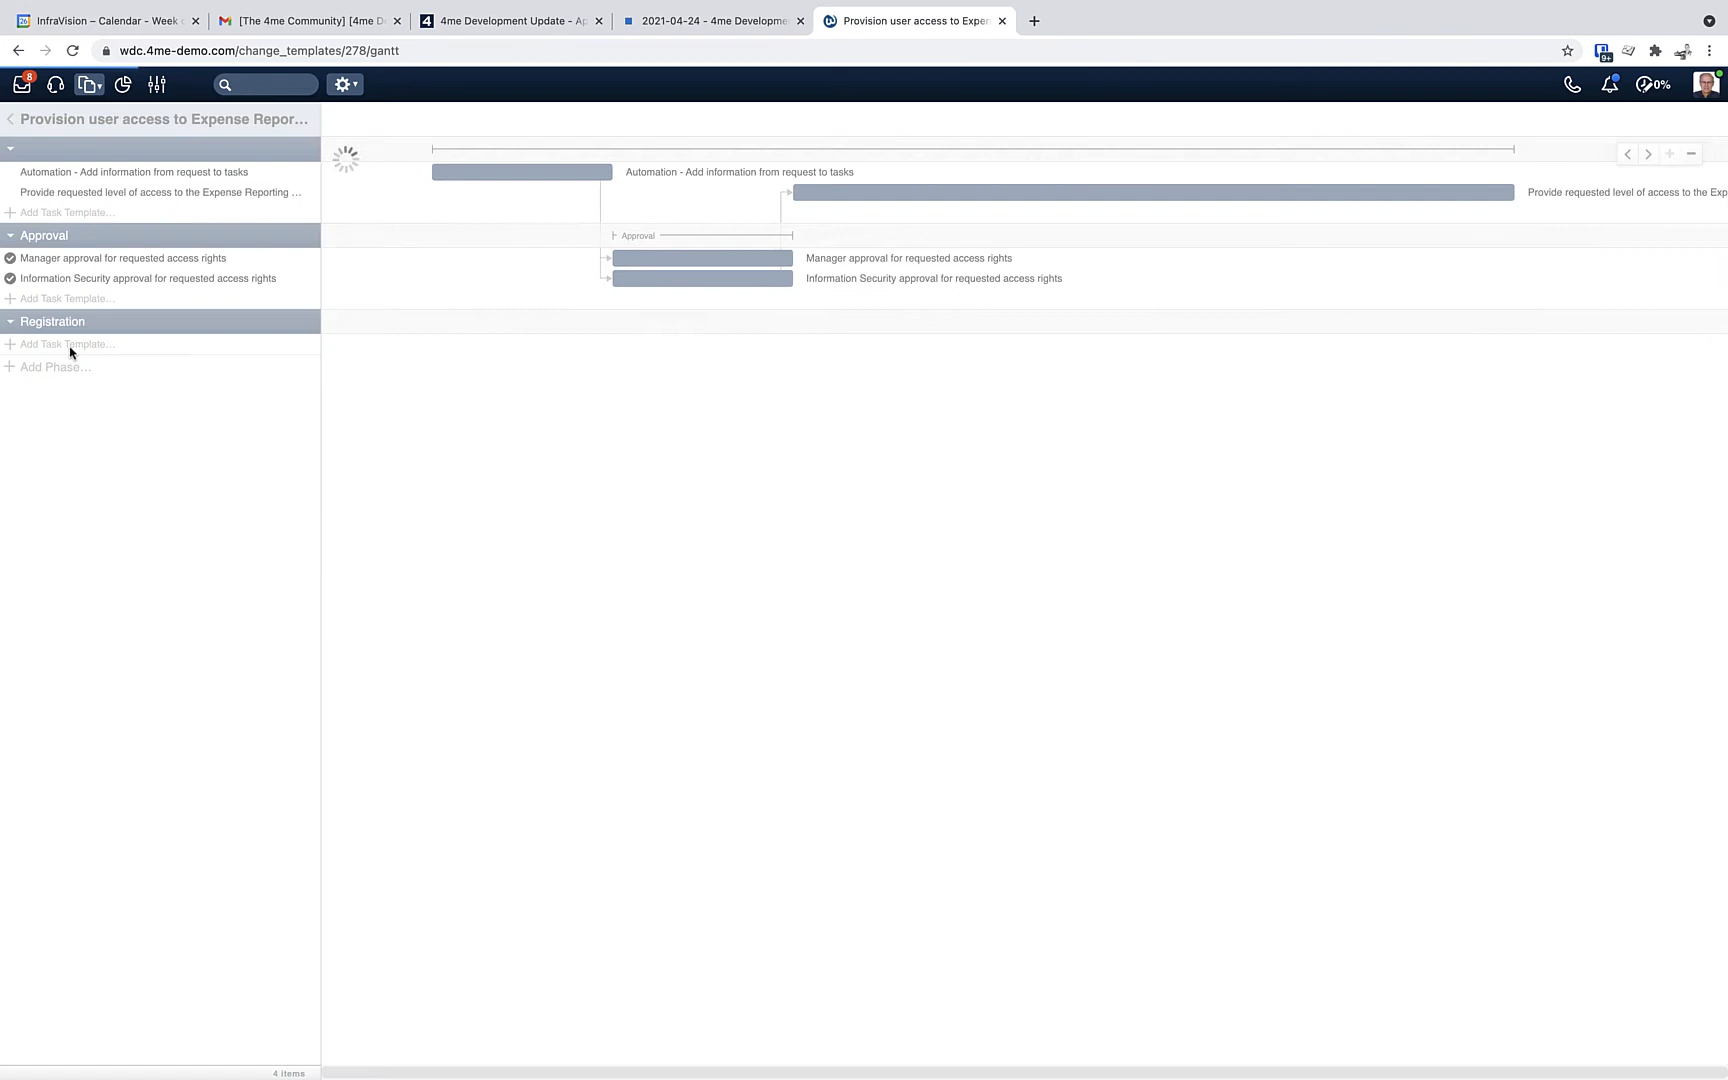 InfraVision – Calendar - Week
[The 4me Community] [4me D
4me Development Update - Ap
2021-04-24 - 4me Developme
Provision user access to Expen
wdc.4me-demo.com/change_templates/278/gantt
9+
8
0%
Provision user access to Expense Repor...
Automation - Add information from request to tasks
Automation - Add information from request to tasks
Provide requested level of access to the Expense Reporting ...
Provide requested level of access to the Exp
Add Task Template...
Approval
Approval
Manager approval for requested access rights
Manager approval for requested access rights
Information Security approval for requested access rights
Information Security approval for requested access rights
Add Task Template...
Registration
Add Task Template...
Add Phase...
4 items